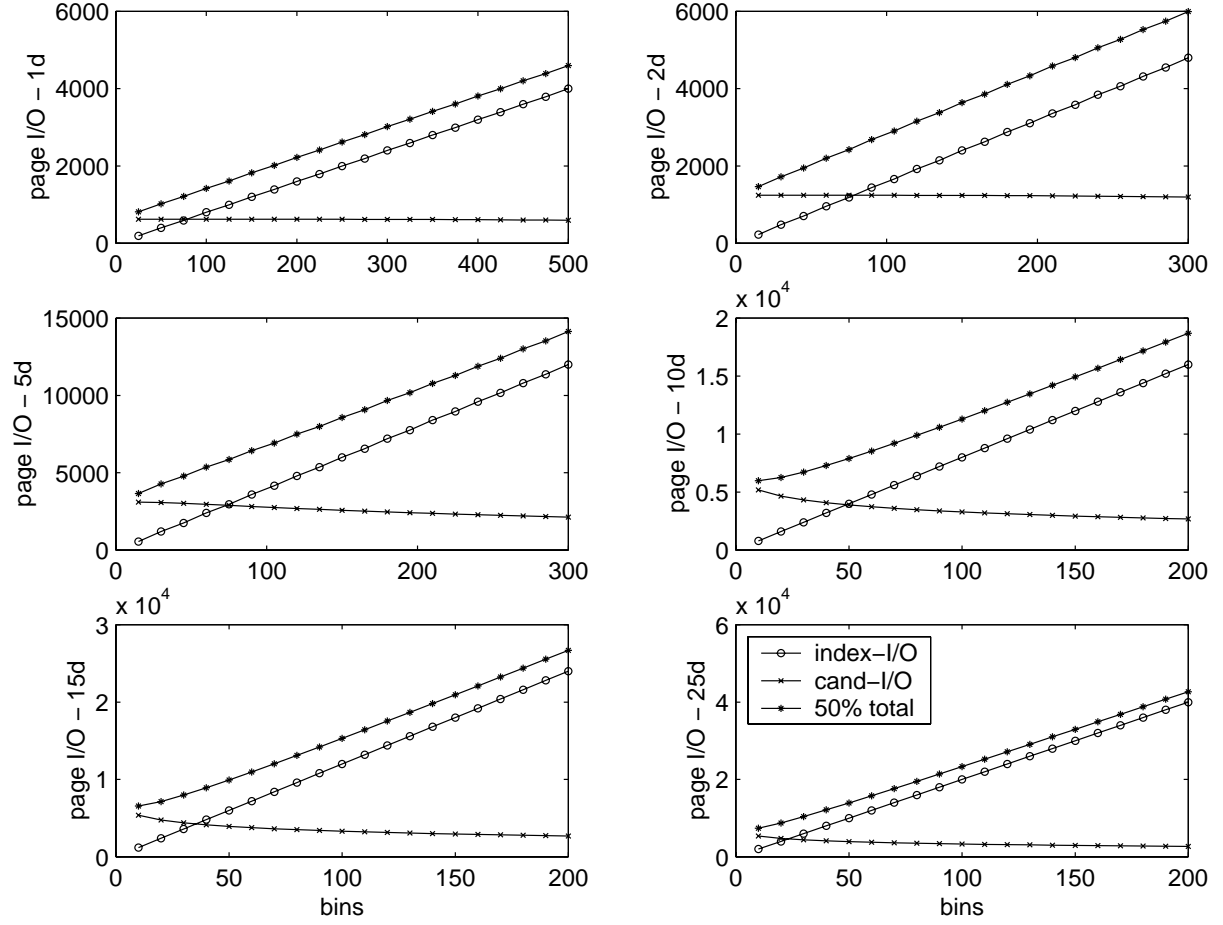 page I/O − 1d
6000
4000
2000
0
0 100 200 300 400 500
page I/O − 2d
6000
4000
2000
0
0 100 200 300
page I/O − 5d
15000
10000
5000
0
0 100 200 300
page I/O − 10d
x 10^4
2
1.5
1
0.5
0
0 50 100 150 200
page I/O − 15d
x 10^4
3
2
1
0
0 50 100 150 200
bins
page I/O − 25d
x 10^4
6
4
2
0
0 50 100 150 200
bins
index−I/O
cand−I/O
50% total